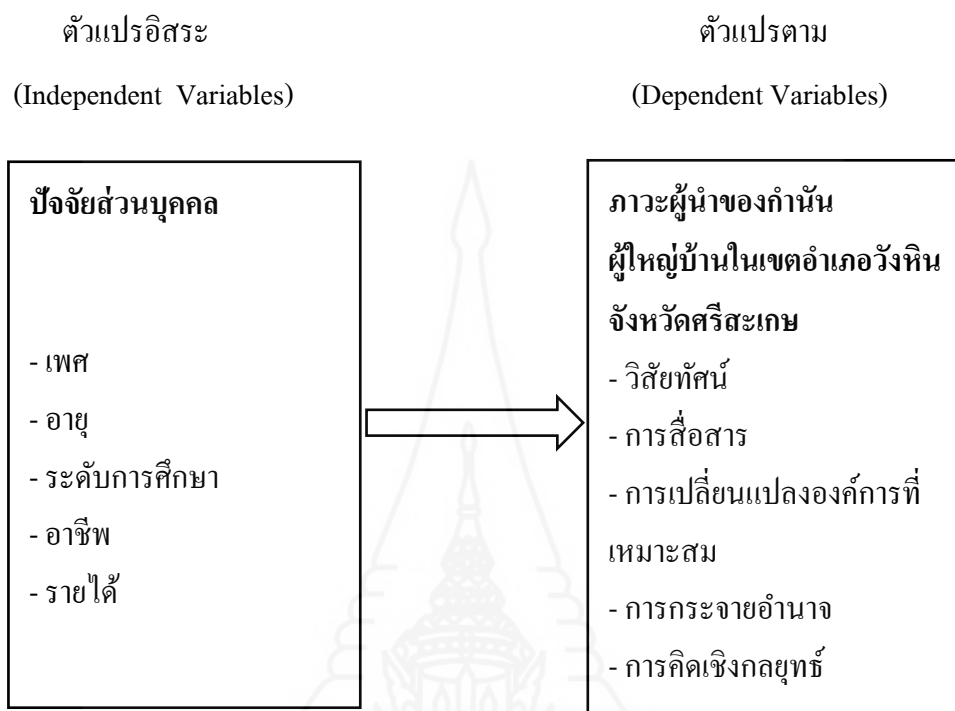 ตัวแปรอิสระ
(Independent Variables)
ตัวแปรตาม
(Dependent Variables)
ปัจจัยส่วนบุคคล
- เพศ
- อายุ
- ระดับการศึกษา
- อาชีพ
- รายได้
ภาวะผู้นำของกำนัน
ผู้ใหญ่บ้านในเขตอำเภอวังหิน
จังหวัดศรีสะเกษ
- วิสัยทัศน์
- การสื่อสาร
- การเปลี่ยนแปลงองค์การที่
เหมาะสม
- การกระจายอำนาจ
- การคิดเชิงกลยุทธ์